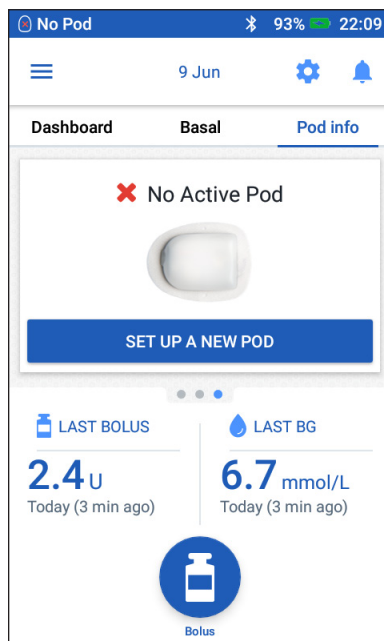 No Pod 93% 22:09
9 Jun
Dashboard Basal Pod info
No Active Pod
SET UP A NEW POD
LAST BOLUS LAST BG
2.4 U 6.7 mmol/L
Today (3 min ago) Today (3 min ago)
Bolus